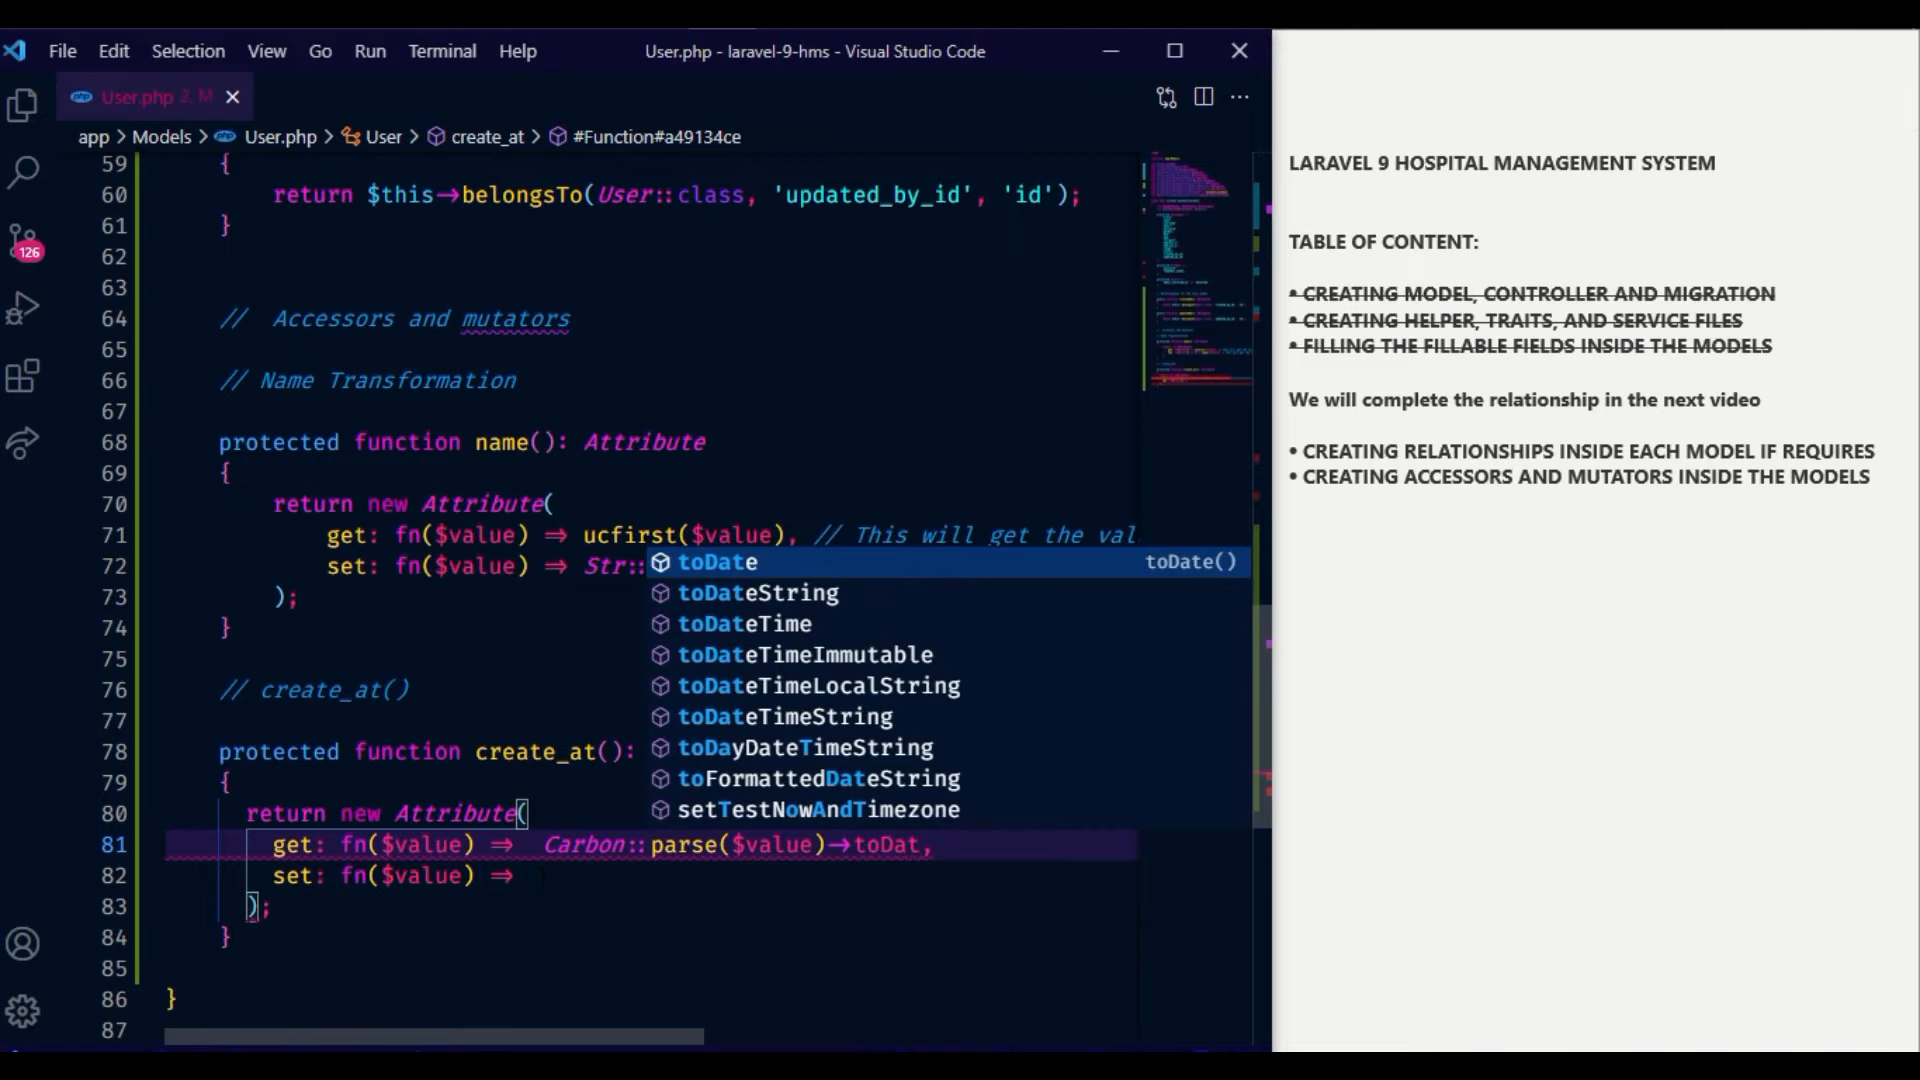 File Edit Selection View Go Run Terminal Help User.php - laravel-9-hms - Visual Studio Code
User.php 2, M
app > Models > User.php > User > create_at > #Function#a49134ce
126
59 {
60 return $this->belongsTo(User::class, 'updated_by_id', 'id');
61 }
62
63
64 // Accessors and mutators
65
66 // Name Transformation
67
68 protected function name(): Attribute
69 {
70 return new Attribute(
71 get: fn($value) => ucfirst($value), // This will get the val
72 set: fn($value) => Str::
73 );
74 }
75
76 // create_at()
77
78 protected function create_at():
79 {
80 return new Attribute(
81 get: fn($value) => Carbon::parse($value)->toDat,
82 set: fn($value) =>
83 );
84 }
85
86 }
87
toDate toDate()
toDateString
toDateTime
toDateTimeImmutable
toDateTimeLocalString
toDateTimeString
toDayDateTimeString
toFormattedDateString
setTestNowAndTimezone
LARAVEL 9 HOSPITAL MANAGEMENT SYSTEM
TABLE OF CONTENT:
• CREATING MODEL, CONTROLLER AND MIGRATION
• CREATING HELPER, TRAITS, AND SERVICE FILES
• FILLING THE FILLABLE FIELDS INSIDE THE MODELS
We will complete the relationship in the next video
• CREATING RELATIONSHIPS INSIDE EACH MODEL IF REQUIRES
• CREATING ACCESSORS AND MUTATORS INSIDE THE MODELS